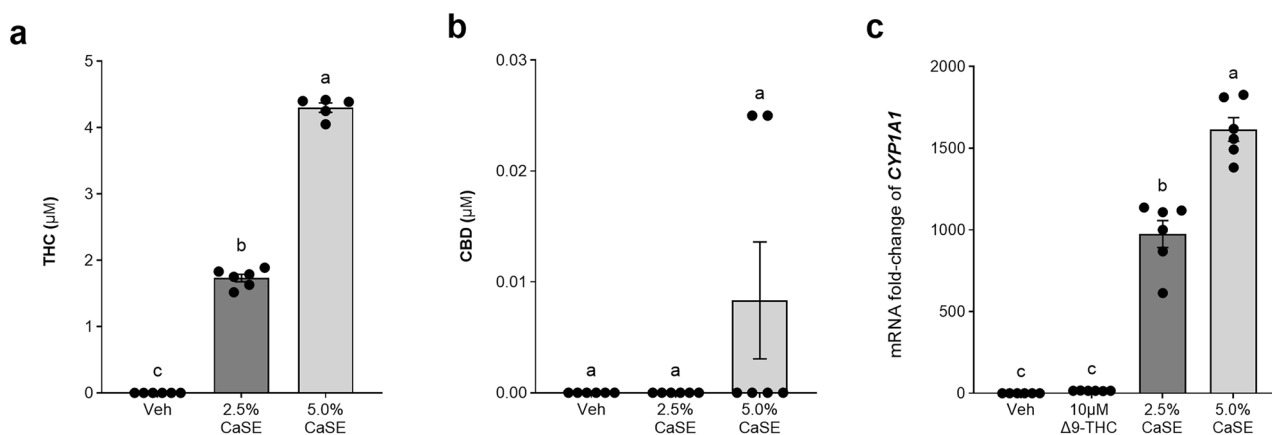 a
THC (μM)
5
4
3
2
1
0
c
b
a
Veh
2.5%
CaSE
5.0%
CaSE
b
CBD (μM)
0.03
0.02
0.01
0.00
a
a
a
Veh
2.5%
CaSE
5.0%
CaSE
c
mRNA fold-change of CYP1A1
2000
1500
1000
500
0
c
c
b
a
Veh
10μM
Δ9-THC
2.5%
CaSE
5.0%
CaSE